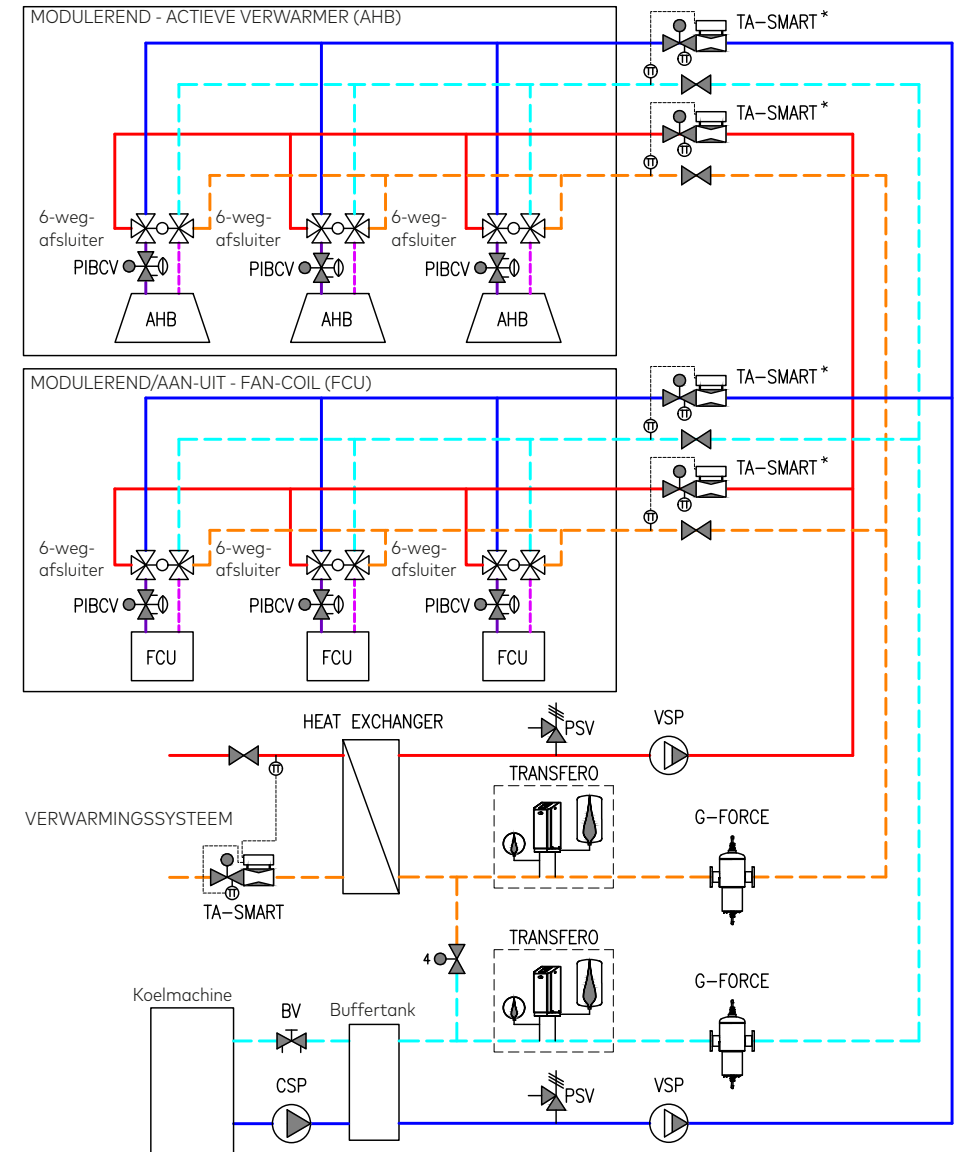 MODULEREND - ACTIEVE VERWARMER (AHB)
TA-SMART*
TA-SMART*
6-weg-
afsluiter
6-weg-
afsluiter
6-weg-
afsluiter
PIBCV
PIBCV
PIBCV
AHB
AHB
AHB
MODULEREND/AAN-UIT - FAN-COIL (FCU)
TA-SMART*
TA-SMART*
6-weg-
afsluiter
6-weg-
afsluiter
6-weg-
afsluiter
PIBCV
PIBCV
PIBCV
FCU
FCU
FCU
HEAT EXCHANGER
PSV
VSP
TRANSFERO
VERWARMINGSSYSTEEM
G-FORCE
TA-SMART
TRANSFERO
4
G-FORCE
Koelmachine
BV
Buffertank
CSP
PSV
VSP